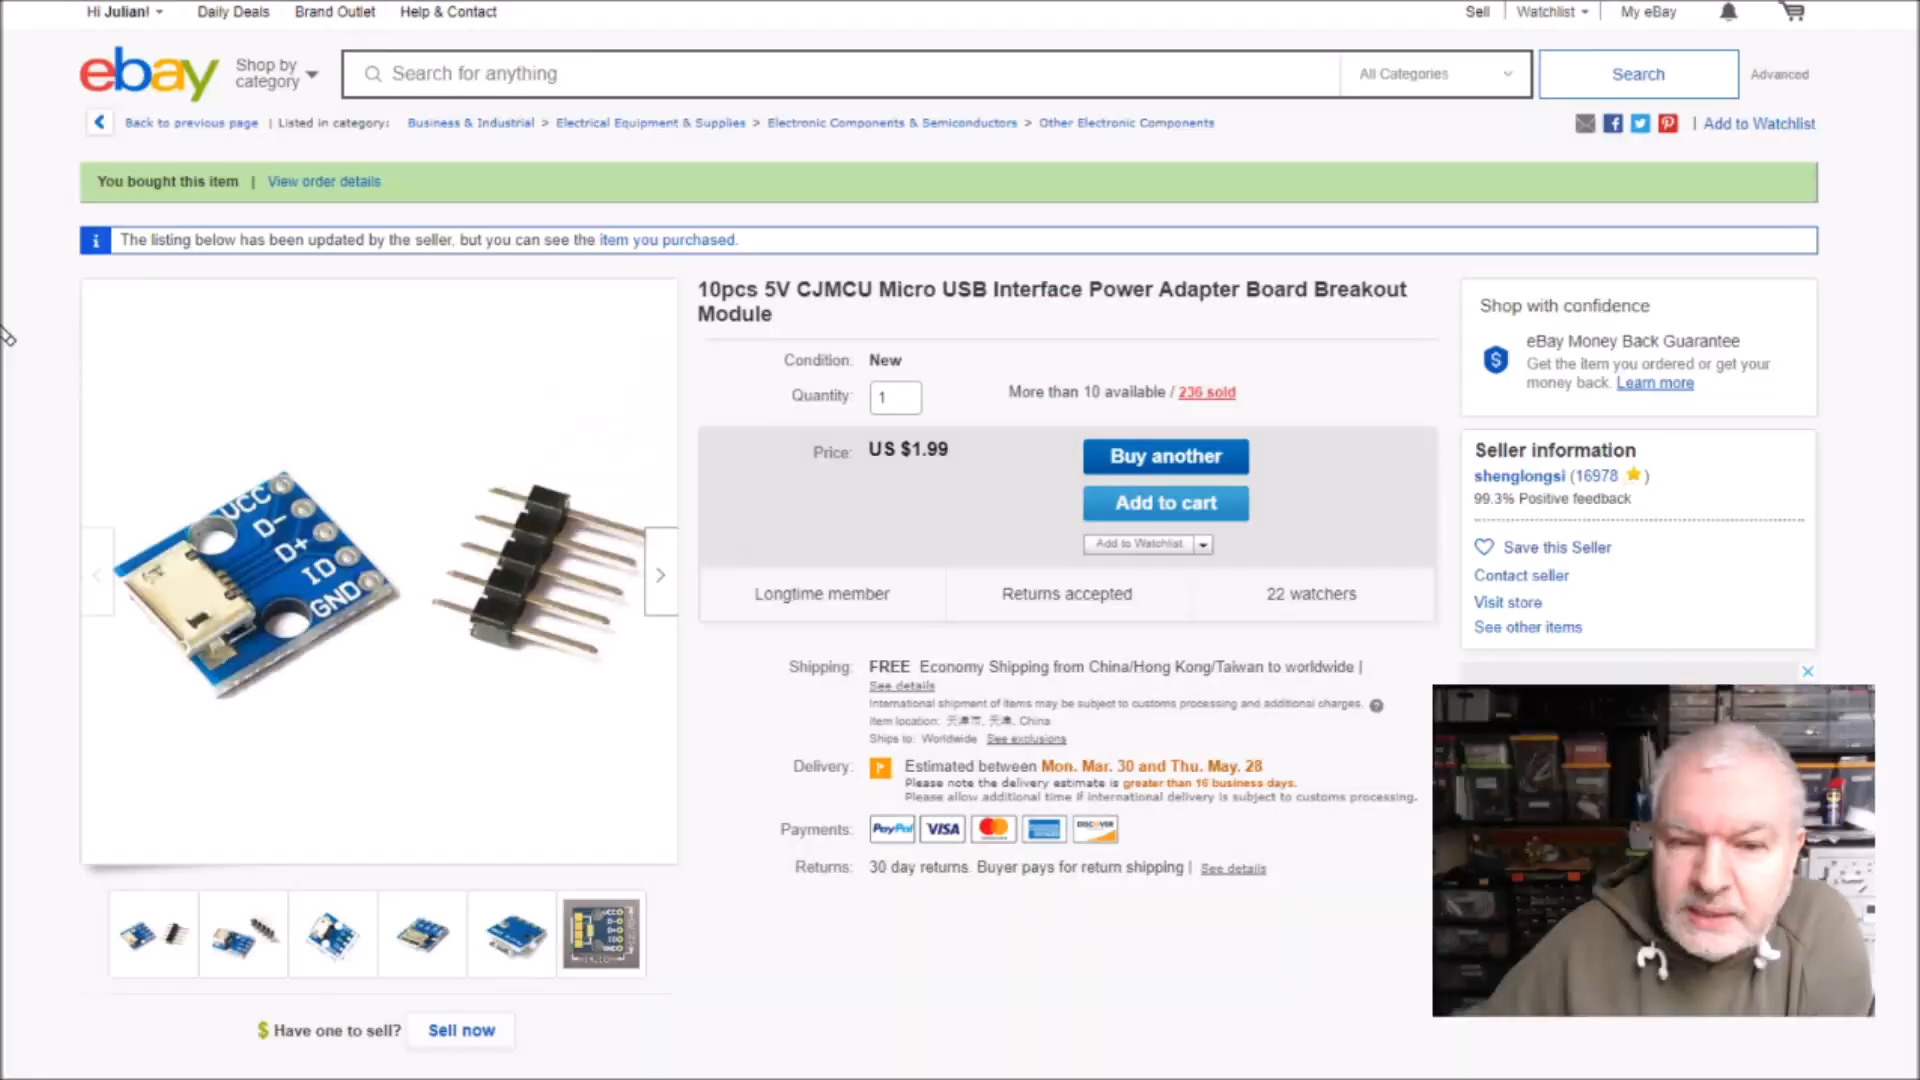 Hi Julian!
Daily Deals
Brand Outlet
Help & Contact
Sell
Watchlist
My eBay
ebay
Shop by
category
Search for anything
All Categories
Search
Advanced
Back to previous page | Listed in category: Business & Industrial > Electrical Equipment & Supplies > Electronic Components & Semiconductors > Other Electronic Components
| Add to Watchlist
You bought this item | View order details
The listing below has been updated by the seller, but you can see the item you purchased.
VCC
D-
D+
ID
GND
10pcs 5V CJMCU Micro USB Interface Power Adapter Board Breakout
Module
Condition: New
Quantity: 1
More than 10 available / 236 sold
Price: US $1.99
Buy another
Add to cart
Add to Watchlist
Longtime member
Returns accepted
22 watchers
Shipping: FREE Economy Shipping from China/Hong Kong/Taiwan to worldwide |
See details
International shipment of items may be subject to customs processing and additional charges.
Item location: 天津市, 天津, China
Ships to: Worldwide See exclusions
Delivery: Estimated between Mon. Mar. 30 and Thu. May. 28
Please note the delivery estimate is greater than 16 business days.
Please allow additional time if international delivery is subject to customs processing.
Payments: PayPal VISA DISCOVER
Returns: 30 day returns. Buyer pays for return shipping | See details
Shop with confidence
eBay Money Back Guarantee
Get the item you ordered or get your
money back. Learn more
Seller information
shenglongsi (16978)
99.3% Positive feedback
Save this Seller
Contact seller
Visit store
See other items
Have one to sell? Sell now